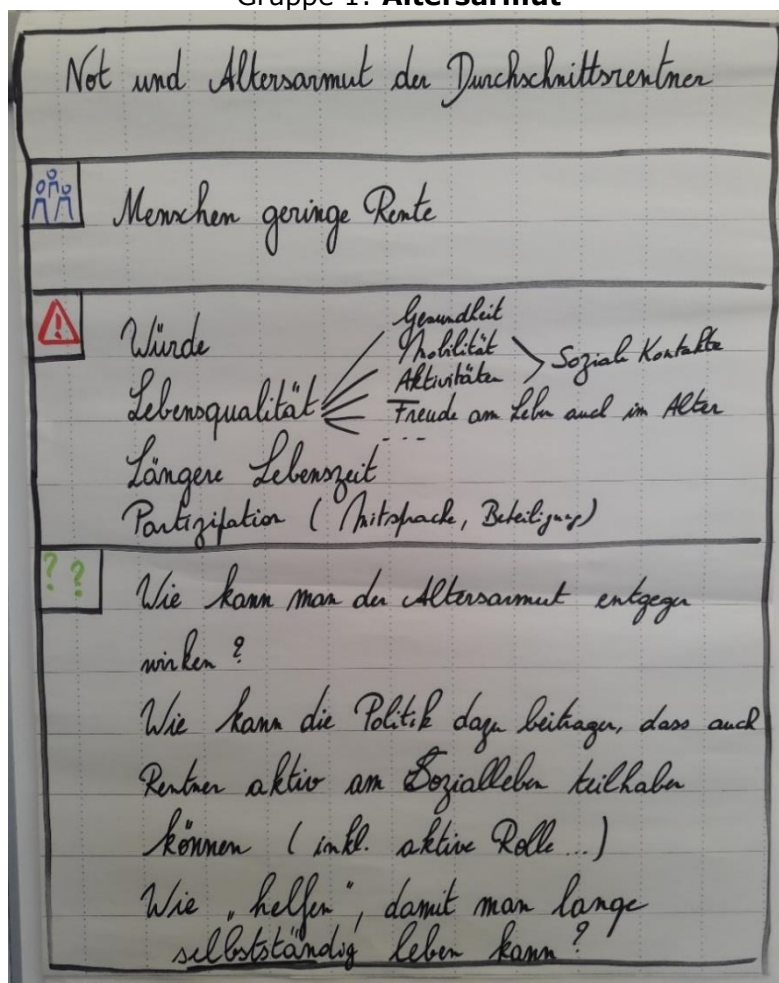 Gruppe 1: Altersarmut
Not und Altersarmut der Durchschnittsrentner
Menschen geringe Rente
Würde
Lebensqualität
Gesundheit
Mobilität
Aktivitäten
Soziale Kontakte
Freude am Leben auch im Alter
...
Längere Lebenszeit
Partizipation (Mitsprache, Beteiligung)
? ?
Wie kann man der Altersarmut entgegen
wirken?
Wie kann die Politik dazu beitragen, dass auch
Rentner aktiv am Sozialleben teilhaben
können (inkl. aktive Rolle ...)
Wie „helfen", damit man lange
selbstständig leben kann?